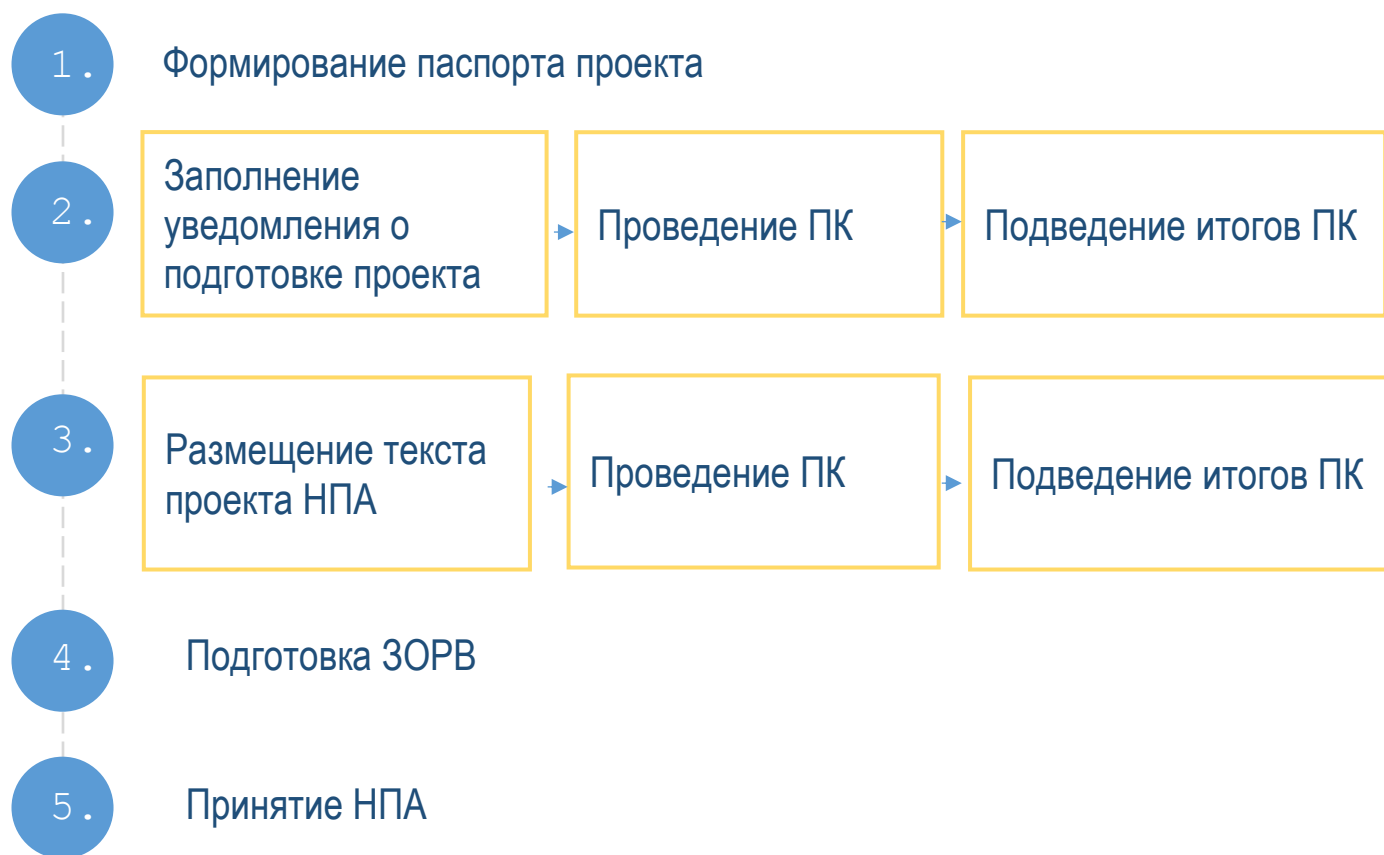 1.
Формирование паспорта проекта
2.
Заполнение
уведомления о
подготовке проекта
Проведение ПК
Подведение итогов ПК
3.
Размещение текста
проекта НПА
Проведение ПК
Подведение итогов ПК
4.
Подготовка ЗОРВ
5.
Принятие НПА